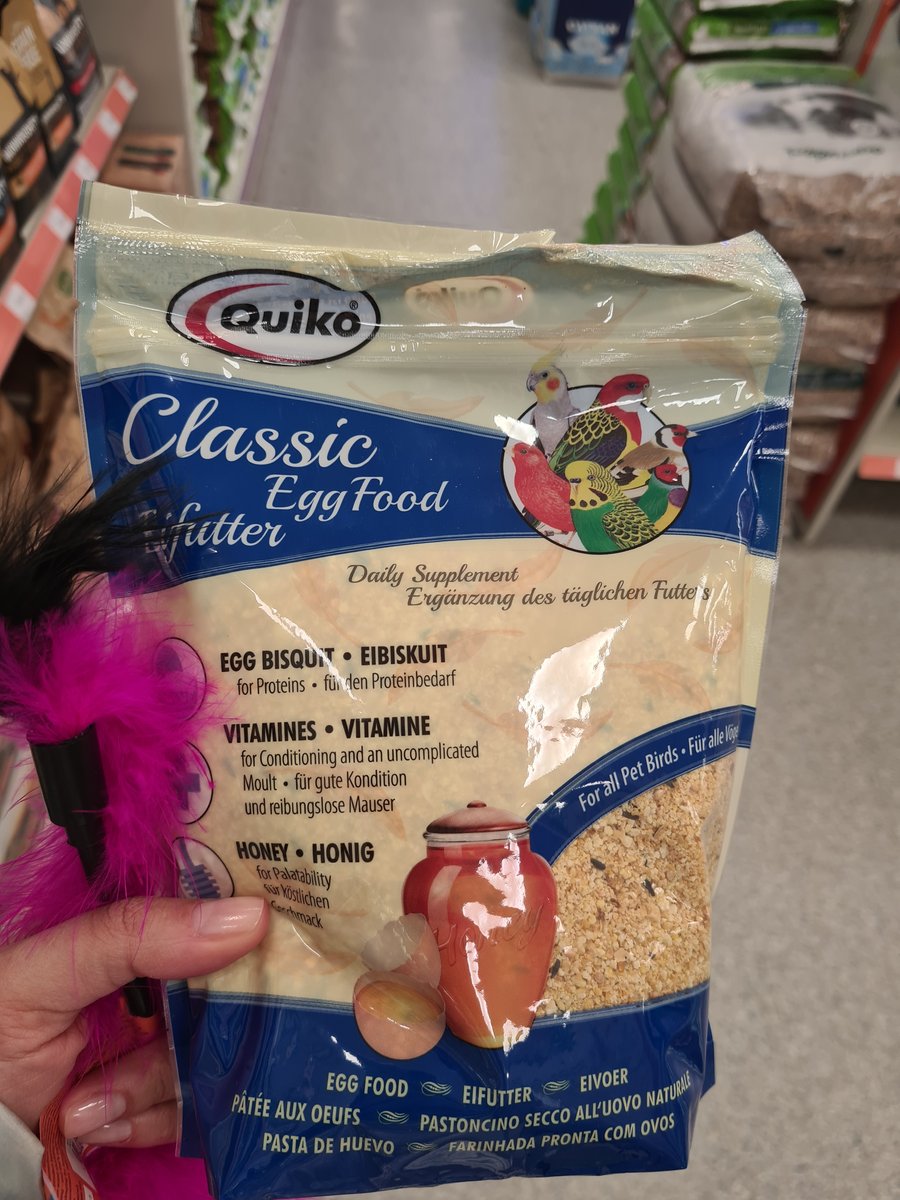 Quiko®
Classic
Egg Food
Eifutter
Daily Supplement
Ergänzung des täglichen Futters
EGG BISQUIT • EIBISKUIT
for Proteins • für den Proteinbedarf
VITAMINES • VITAMINE
for Conditioning and an uncomplicated
Moult • für gute Kondition
und reibungslose Mauser
For all Pet Birds • Für alle
HONEY • HONIG
for Palatability
für köstlichen
Geschmack
EGG FOOD EIFUTTER EIVOER
PÂTÉE AUX OEUFS PASTONCINO SECCO ALL'UOVO NATURALE
PASTA DE HUEVO FARINHADA PRONTA COM OVOS